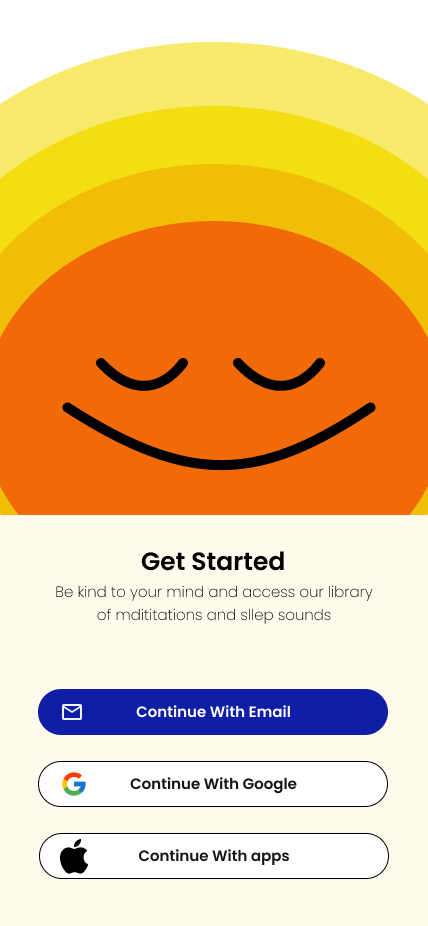 Get Started
Be kind to your mind and access our library
of mdititations and sllep sounds
Continue With Email
Continue With Google
Continue With apps